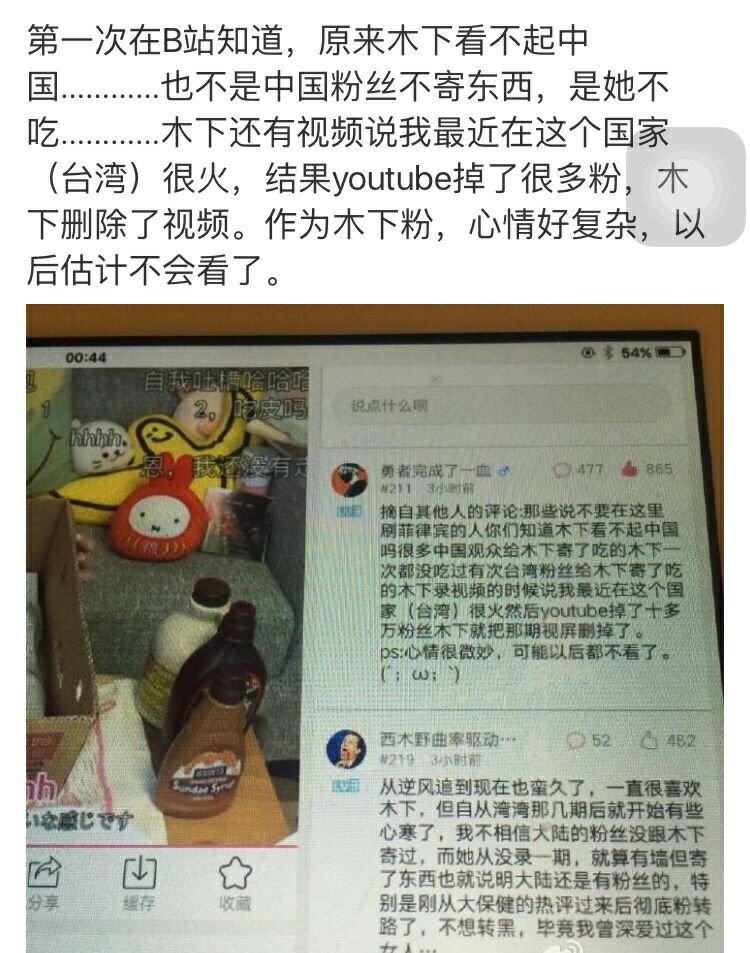 第一次在B站知道，原来木下看不起中
国…………也不是中国粉丝不寄东西，是她不
吃…………木下还有视频说我最近在这个国家
（台湾）很火，结果youtube掉了很多粉，木
下删除了视频。作为木下粉，心情好复杂，以
后估计不会看了。
00:44
54%
自我吐槽哈哈哈
1
2，吃皮吗
hhhh.
恩，我还没有走
说点什么呗
勇者完成了一血♂
477
865
#211 3小时前
LV3
摘自其他人的评论:那些说不要在这里
刷菲律宾的人你们知道木下看不起中国
吗很多中国观众给木下寄了吃的木下一
次都没吃过有次台湾粉丝给木下寄了吃
的木下录视频的时候说我最近在这个国
家（台湾）很火然后youtube掉了十多
万粉丝木下就把那期视屏删掉了。
ps:心情很微妙，可能以后都不看了。
(´；ω；`)
西木野曲率驱动…
52
482
#219 3小时前
LV3
从逆风追到现在也蛮久了，一直很喜欢
木下，但自从湾湾那几期后就开始有些
心寒了，我不相信大陆的粉丝没跟木下
寄过，而她从没录一期，就算有墙但寄
了东西也就说明大陆还是有粉丝的，特
别是刚从大保健的热评过来后彻底粉转
路了，不想转黑，毕竟我曾深爱过这个
女人…
HERSHEY'S
Sundae Syrup
いな感じです
分享
缓存
收藏